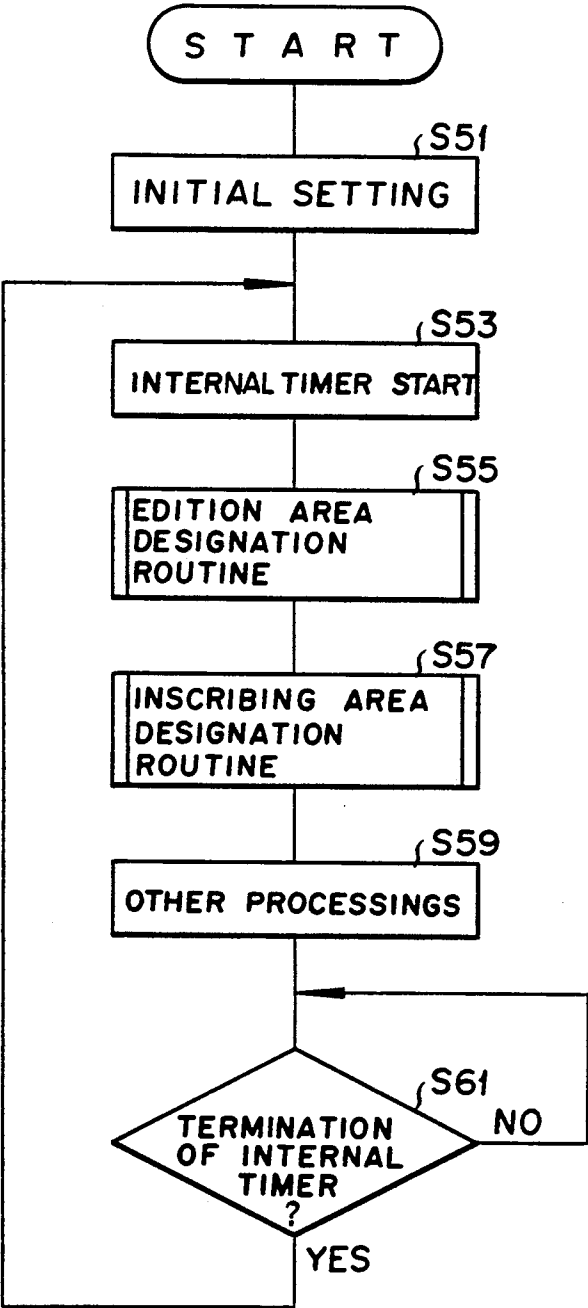 START
S51
INITIAL SETTING
S53
INTERNAL TIMER START
S55
EDITION AREA
DESIGNATION
ROUTINE
S57
INSCRIBING AREA
DESIGNATION
ROUTINE
S59
OTHER PROCESSINGS
S61
TERMINATION
OF INTERNAL
TIMER
?
NO
YES